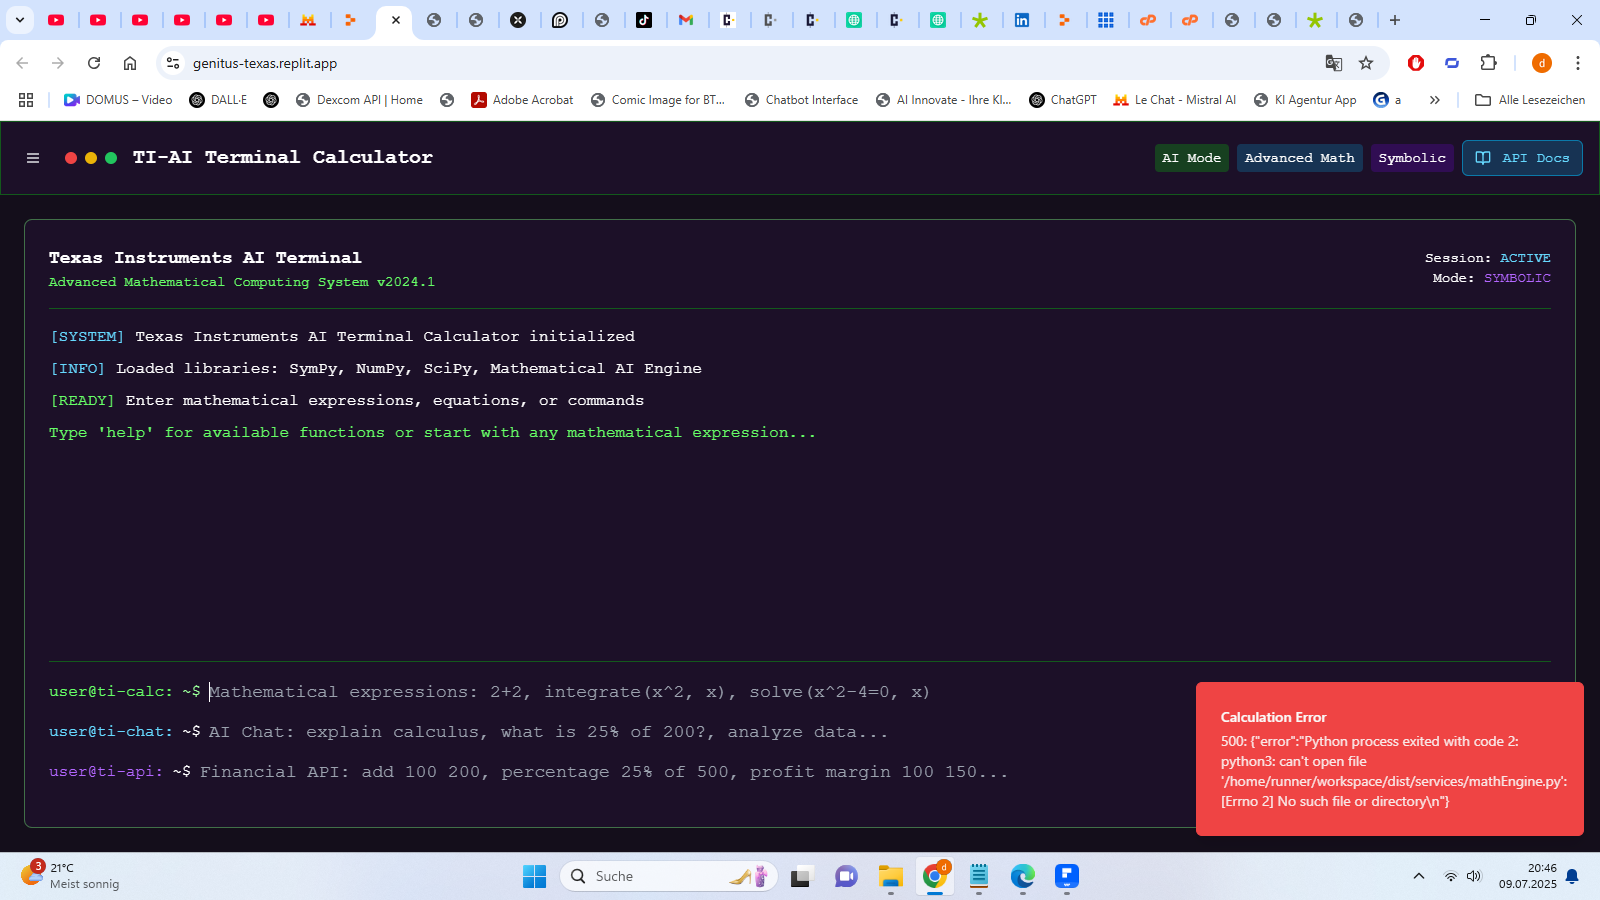 genitus-texas.replit.app
d
DOMUS – Video
DALL·E
Dexcom API | Home
Adobe Acrobat
Comic Image for BT...
Chatbot Interface
AI Innovate - Ihre KI...
ChatGPT
Le Chat - Mistral AI
KI Agentur App
a
Alle Lesezeichen
TI-AI Terminal Calculator
AI Mode
Advanced Math
Symbolic
API Docs
Texas Instruments AI Terminal
Advanced Mathematical Computing System v2024.1
Session: ACTIVE
Mode: SYMBOLIC
[SYSTEM] Texas Instruments AI Terminal Calculator initialized
[INFO] Loaded libraries: SymPy, NumPy, SciPy, Mathematical AI Engine
[READY] Enter mathematical expressions, equations, or commands
Type 'help' for available functions or start with any mathematical expression...
user@ti-calc: ~$ Mathematical expressions: 2+2, integrate(x^2, x), solve(x^2-4=0, x)
user@ti-chat: ~$ AI Chat: explain calculus, what is 25% of 200?, analyze data...
user@ti-api: ~$ Financial API: add 100 200, percentage 25% of 500, profit margin 100 150...
Calculation Error
500: {"error":"Python process exited with code 2:
python3: can't open file
'/home/runner/workspace/dist/services/mathEngine.py':
[Errno 2] No such file or directory\n"}
3
21°C
Meist sonnig
Suche
d
20:46
09.07.2025